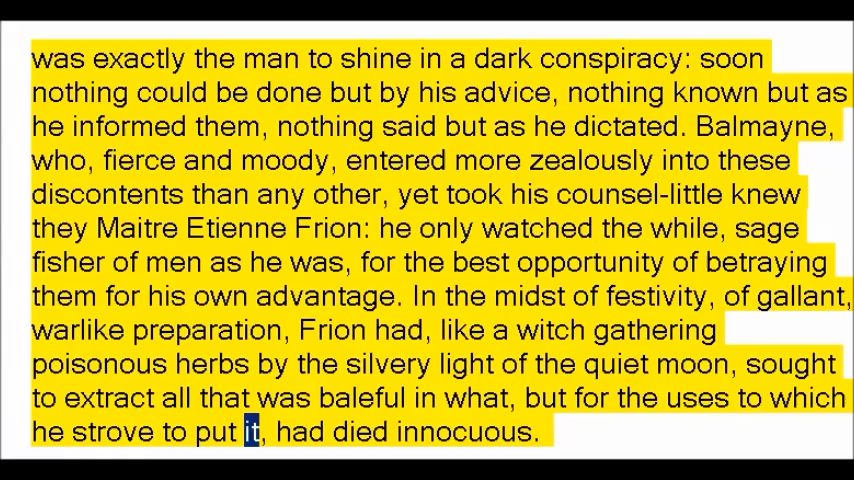 was exactly the man to shine in a dark conspiracy: soon
nothing could be done but by his advice, nothing known but as
he informed them, nothing said but as he dictated. Balmayne,
who, fierce and moody, entered more zealously into these
discontents than any other, yet took his counsel-little knew
they Maitre Etienne Frion: he only watched the while, sage
fisher of men as he was, for the best opportunity of betraying
them for his own advantage. In the midst of festivity, of gallant,
warlike preparation, Frion had, like a witch gathering
poisonous herbs by the silvery light of the quiet moon, sought
to extract all that was baleful in what, but for the uses to which
he strove to put it, had died innocuous.